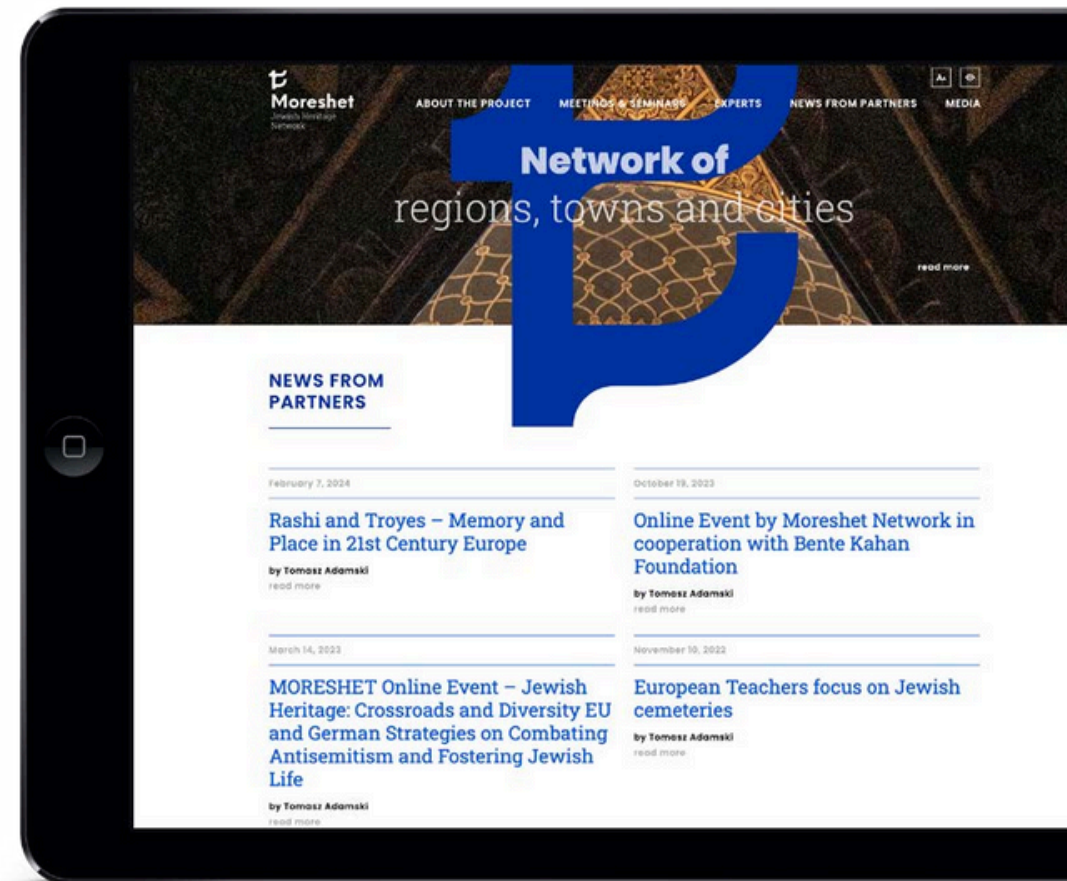 Moreshet
Jewish Heritage
Network
ABOUT THE PROJECT
MEETINGS & SEMINARS
EXPERTS
NEWS FROM PARTNERS
MEDIA
Network of
regions, towns and cities
read more
NEWS FROM
PARTNERS
February 7, 2024
Rashi and Troyes – Memory and
Place in 21st Century Europe
by Tomasz Adamski
read more
October 19, 2023
Online Event by Moreshet Network in
cooperation with Bente Kahan
Foundation
by Tomasz Adamski
read more
March 14, 2023
MORESHET Online Event – Jewish
Heritage: Crossroads and Diversity EU
and German Strategies on Combating
Antisemitism and Fostering Jewish
Life
by Tomasz Adamski
read more
November 10, 2022
European Teachers focus on Jewish
cemeteries
by Tomasz Adamski
read more